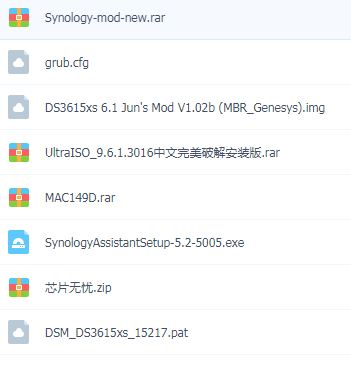 Synology-mod-new.rar
grub.cfg
DS3615xs 6.1 Jun's Mod V1.02b (MBR_Genesys).img
UltraISO_9.6.1.3016中文完美破解安装版.rar
MAC149D.rar
SynologyAssistantSetup-5.2-5005.exe
芯片无忧.zip
DSM_DS3615xs_15217.pat